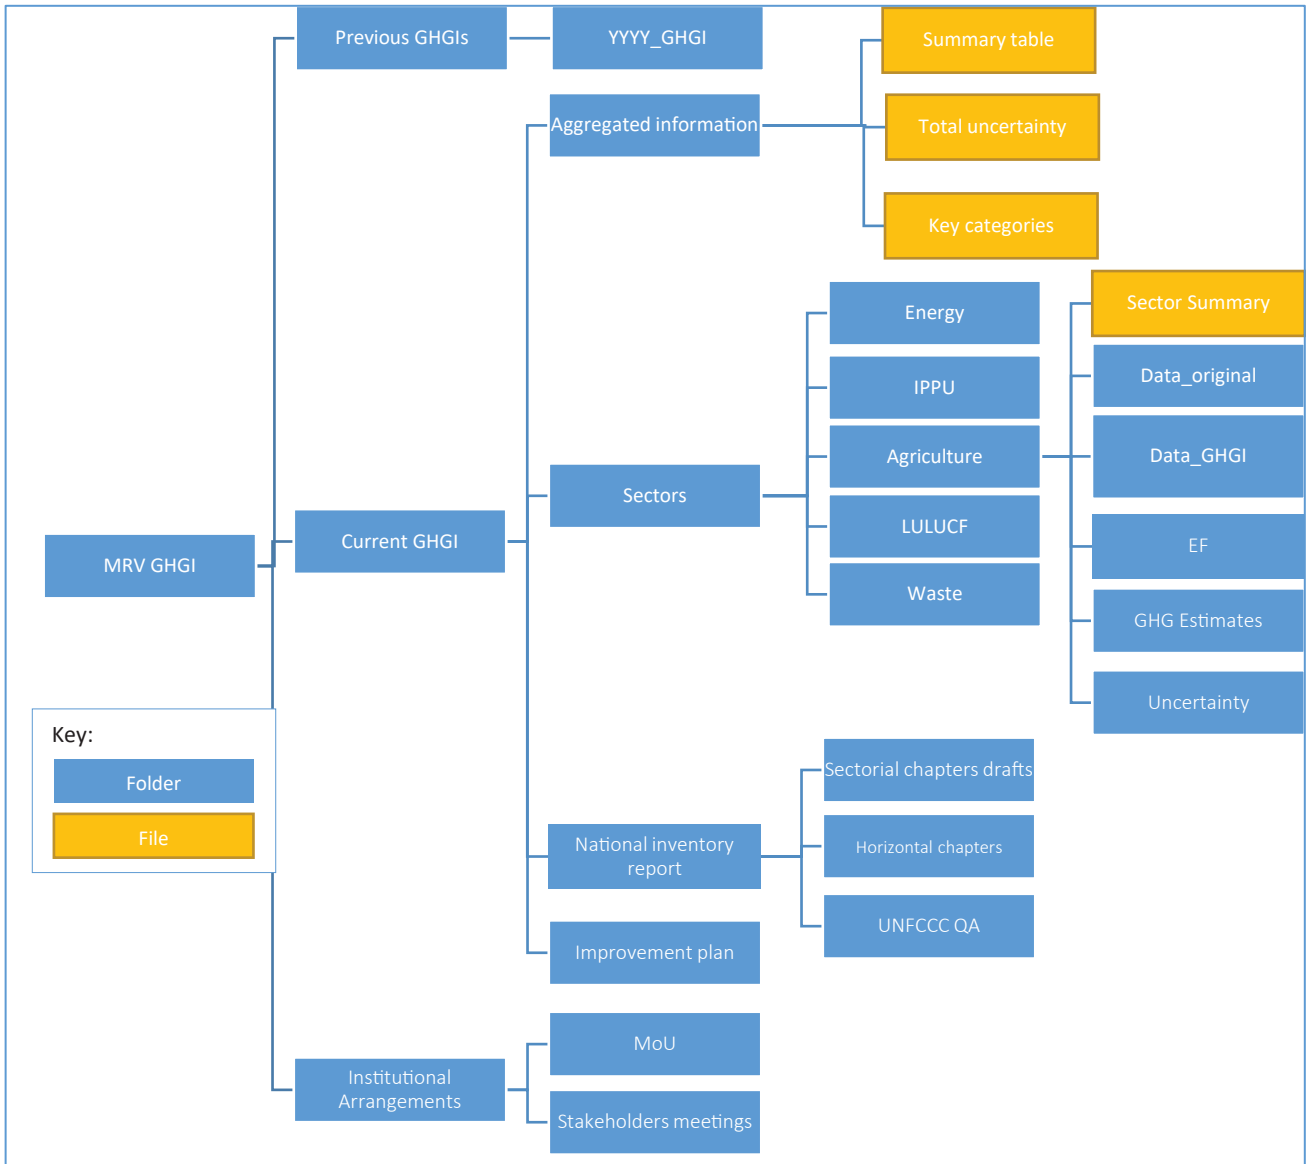 Previous GHGIs
YYYY_GHGI
Summary table
Aggregated information
Total uncertainty
Key categories
Energy
Sector Summary
IPPU
Data_original
Agriculture
Data_GHGI
Sectors
LULUCF
EF
MRV GHGI
Current GHGI
Waste
GHG Estimates
Uncertainty
Key:
Folder
File
Sectorial chapters drafts
National inventory
report
Horizontal chapters
UNFCCC QA
Improvement plan
MoU
Institutional
Arrangements
Stakeholders meetings